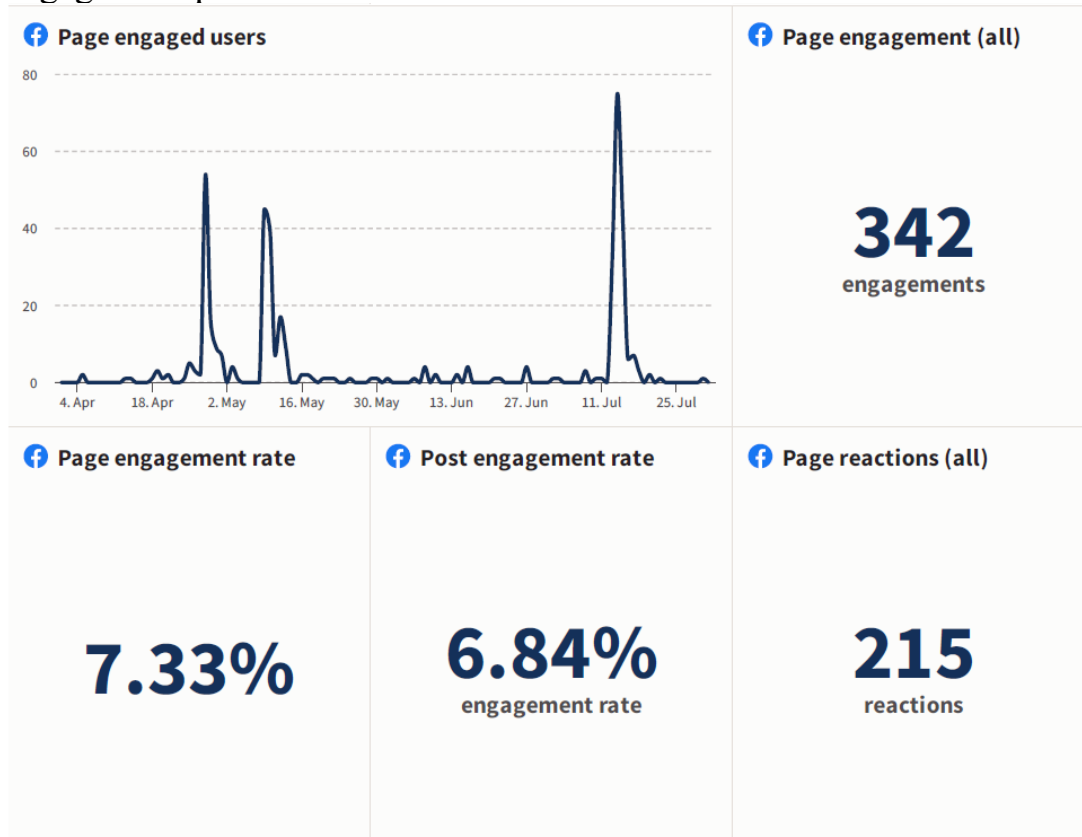 Page engaged users
Page engagement (all)
80
60
40
20
0
4. Apr 18. Apr 2. May 16. May 30. May 13. Jun 27. Jun 11. Jul 25. Jul
342
engagements
Page engagement rate
Post engagement rate
Page reactions (all)
7.33%
6.84%
engagement rate
215
reactions